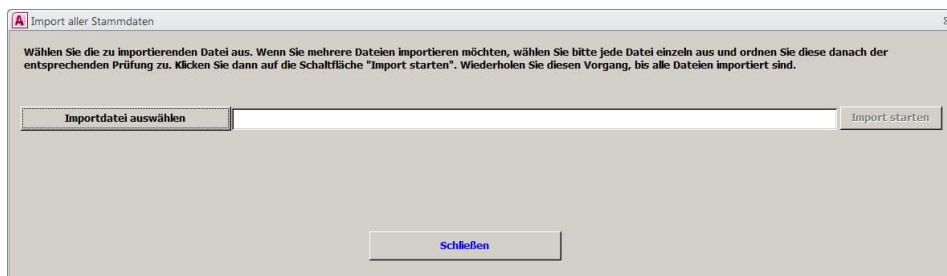 Import aller Stammdaten
Wählen Sie die zu importierenden Datei aus. Wenn Sie mehrere Dateien importieren möchten, wählen Sie bitte jede Datei einzeln aus und ordnen Sie diese danach der
entsprechenden Prüfung zu. Klicken Sie dann auf die Schaltfläche "Import starten". Wiederholen Sie diesen Vorgang, bis alle Dateien importiert sind.
Importdatei auswählen
Import starten
Schließen